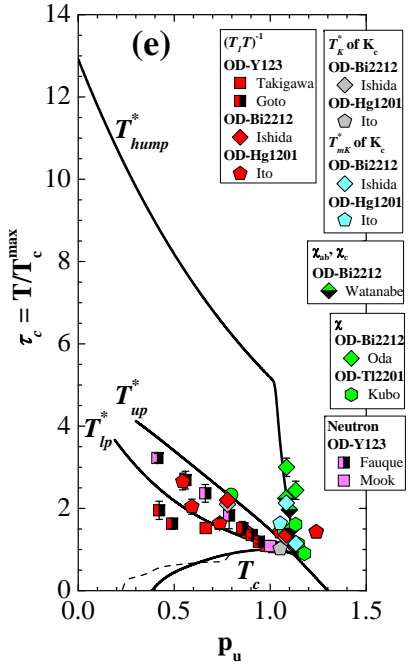 (e)
(T₁T)⁻¹
OD-Y123
Takigawa
Goto
OD-Bi2212
Ishida
OD-Hg1201
Ito
T*K of Kc
OD-Bi2212
Ishida
OD-Hg1201
Ito
T*mK of Kc
OD-Bi2212
Ishida
OD-Hg1201
Ito
χab, χc
OD-Bi2212
Watanabe
χ
OD-Bi2212
Oda
OD-Tl2201
Kubo
Neutron
OD-Y123
Fauque
Mook
T*hump
T*up
T*lp
Tc
τc = T/Tc^max
14
12
10
8
6
4
2
0
0.0
0.5
1.0
1.5
pu